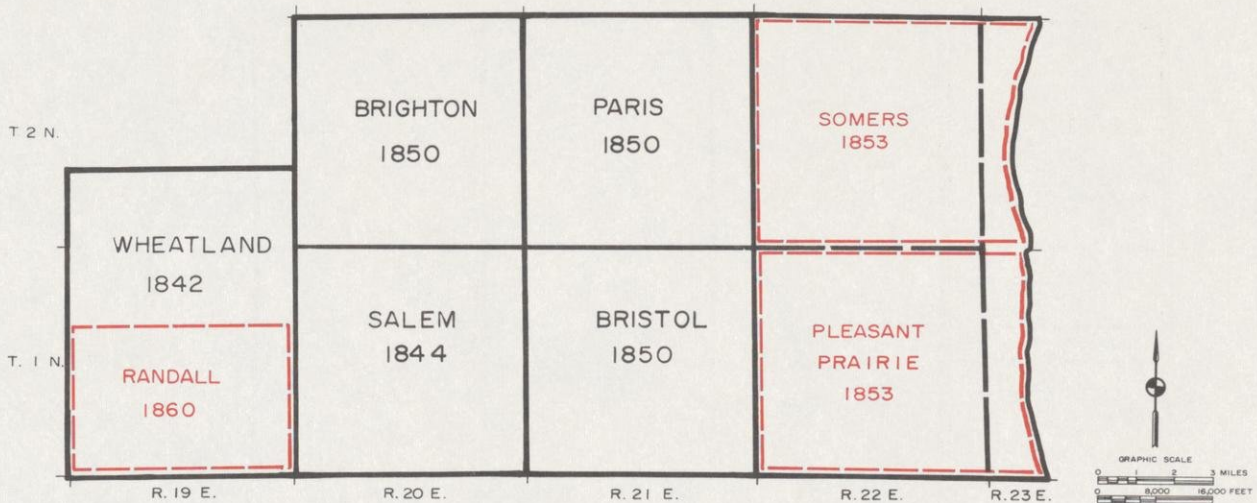 T 2 N.
BRIGHTON
1850
PARIS
1850
SOMERS
1853
WHEATLAND
1842
T. 1 N.
RANDALL
1860
SALEM
1844
BRISTOL
1850
PLEASANT
PRAIRIE
1853
GRAPHIC SCALE
0 1 2 3 MILES
0 8,000 16,000 FEET
R. 19 E. R. 20 E. R. 21 E. R. 22 E. R. 23 E.